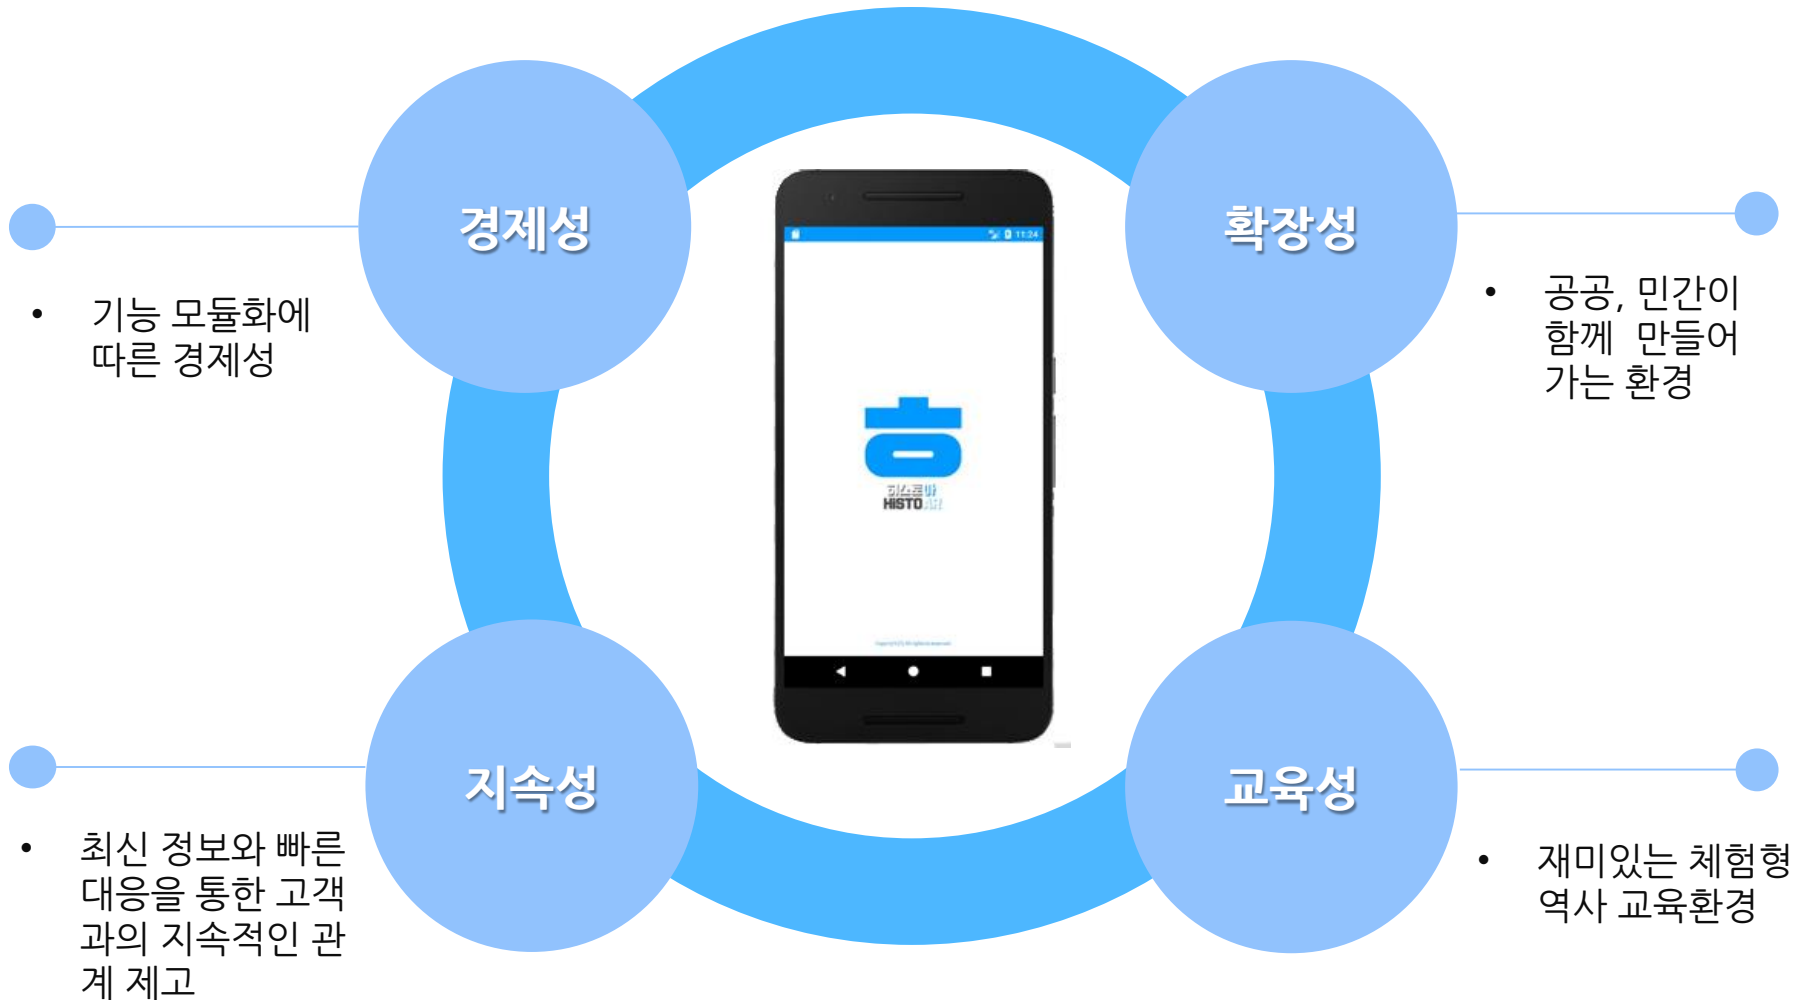 경제성
확장성
• 기능 모듈화에
따른 경제성
• 공공, 민간이
함께 만들어
가는 환경
11:24
히스토아
HISTOAR
지속성
교육성
• 최신 정보와 빠른
대응을 통한 고객
과의 지속적인 관
계 제고
• 재미있는 체험형
역사 교육환경